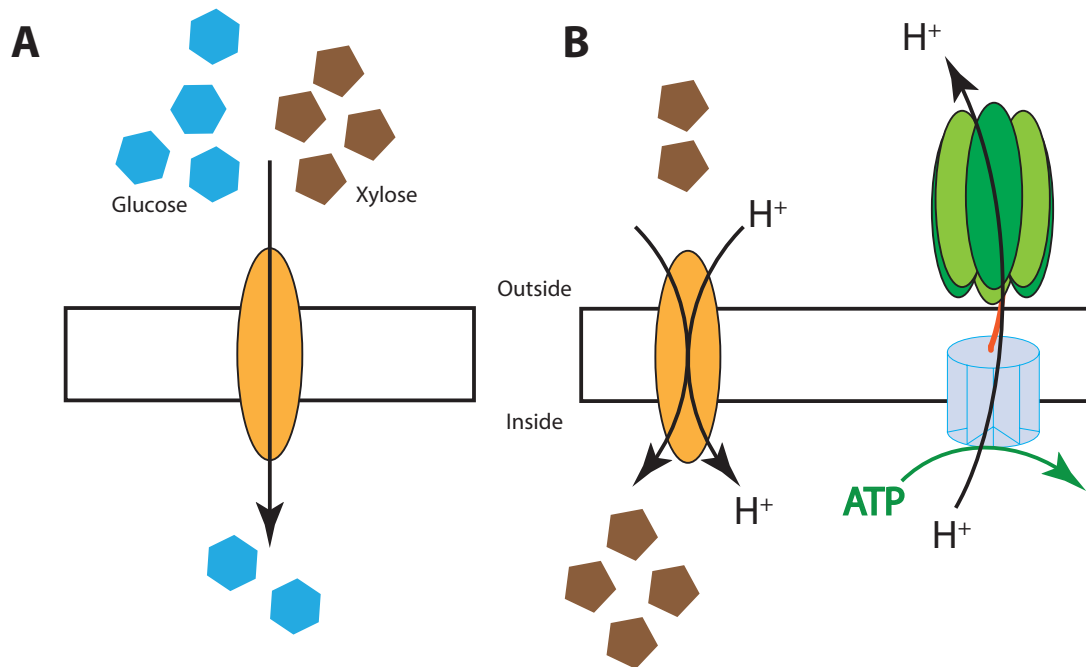 A
Glucose
Xylose
B
H⁺
H⁺
Outside
Inside
H⁺
ATP
H⁺